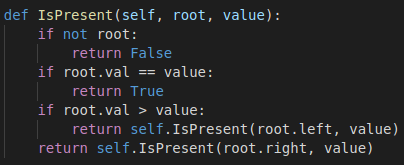 def IsPresent(self, root, value):
    if not root:
        return False
    if root.val == value:
        return True
    if root.val > value:
        return self.IsPresent(root.left, value)
    return self.IsPresent(root.right, value)